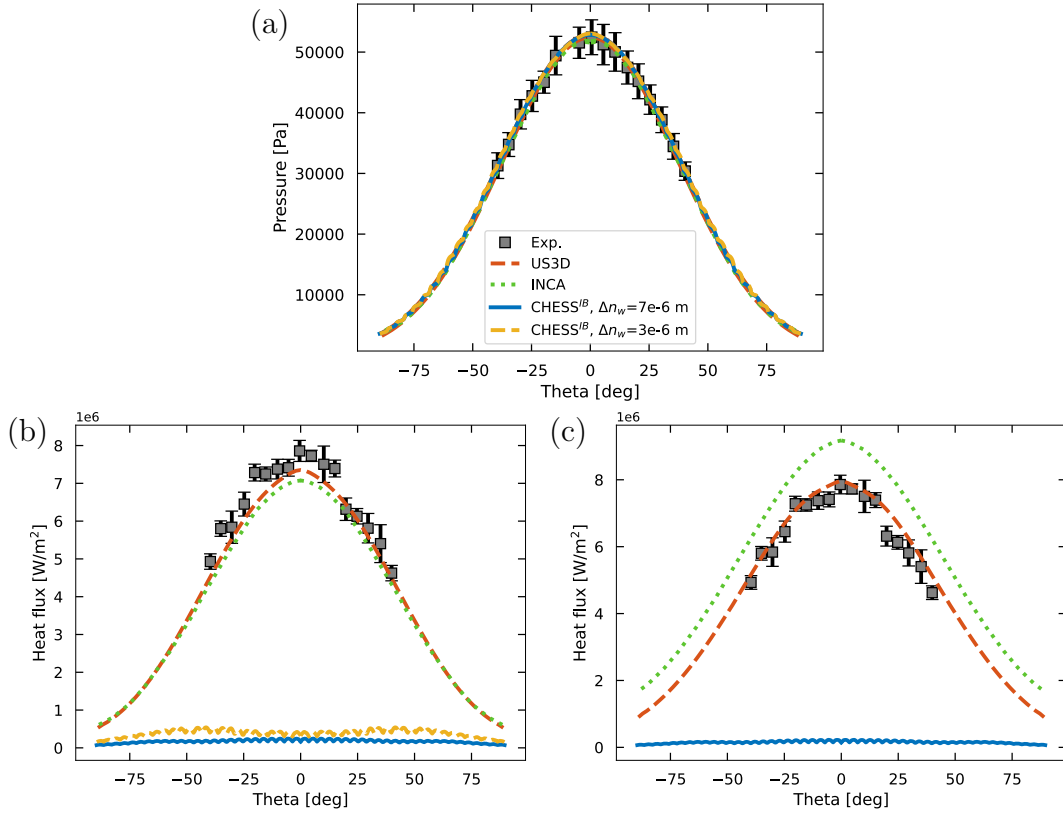 (a)
50000
40000
30000
20000
10000
Pressure [Pa]
Exp.
US3D
INCA
CHESS^{IB}, Δn_w=7e-6 m
CHESS^{IB}, Δn_w=3e-6 m
−75 −50 −25 0 25 50 75
Theta [deg]
(b)
1e6
8
7
6
5
4
3
2
1
0
Heat flux [W/m²]
−75 −50 −25 0 25 50 75
Theta [deg]
(c)
1e6
8
6
4
2
0
Heat flux [W/m²]
−75 −50 −25 0 25 50 75
Theta [deg]